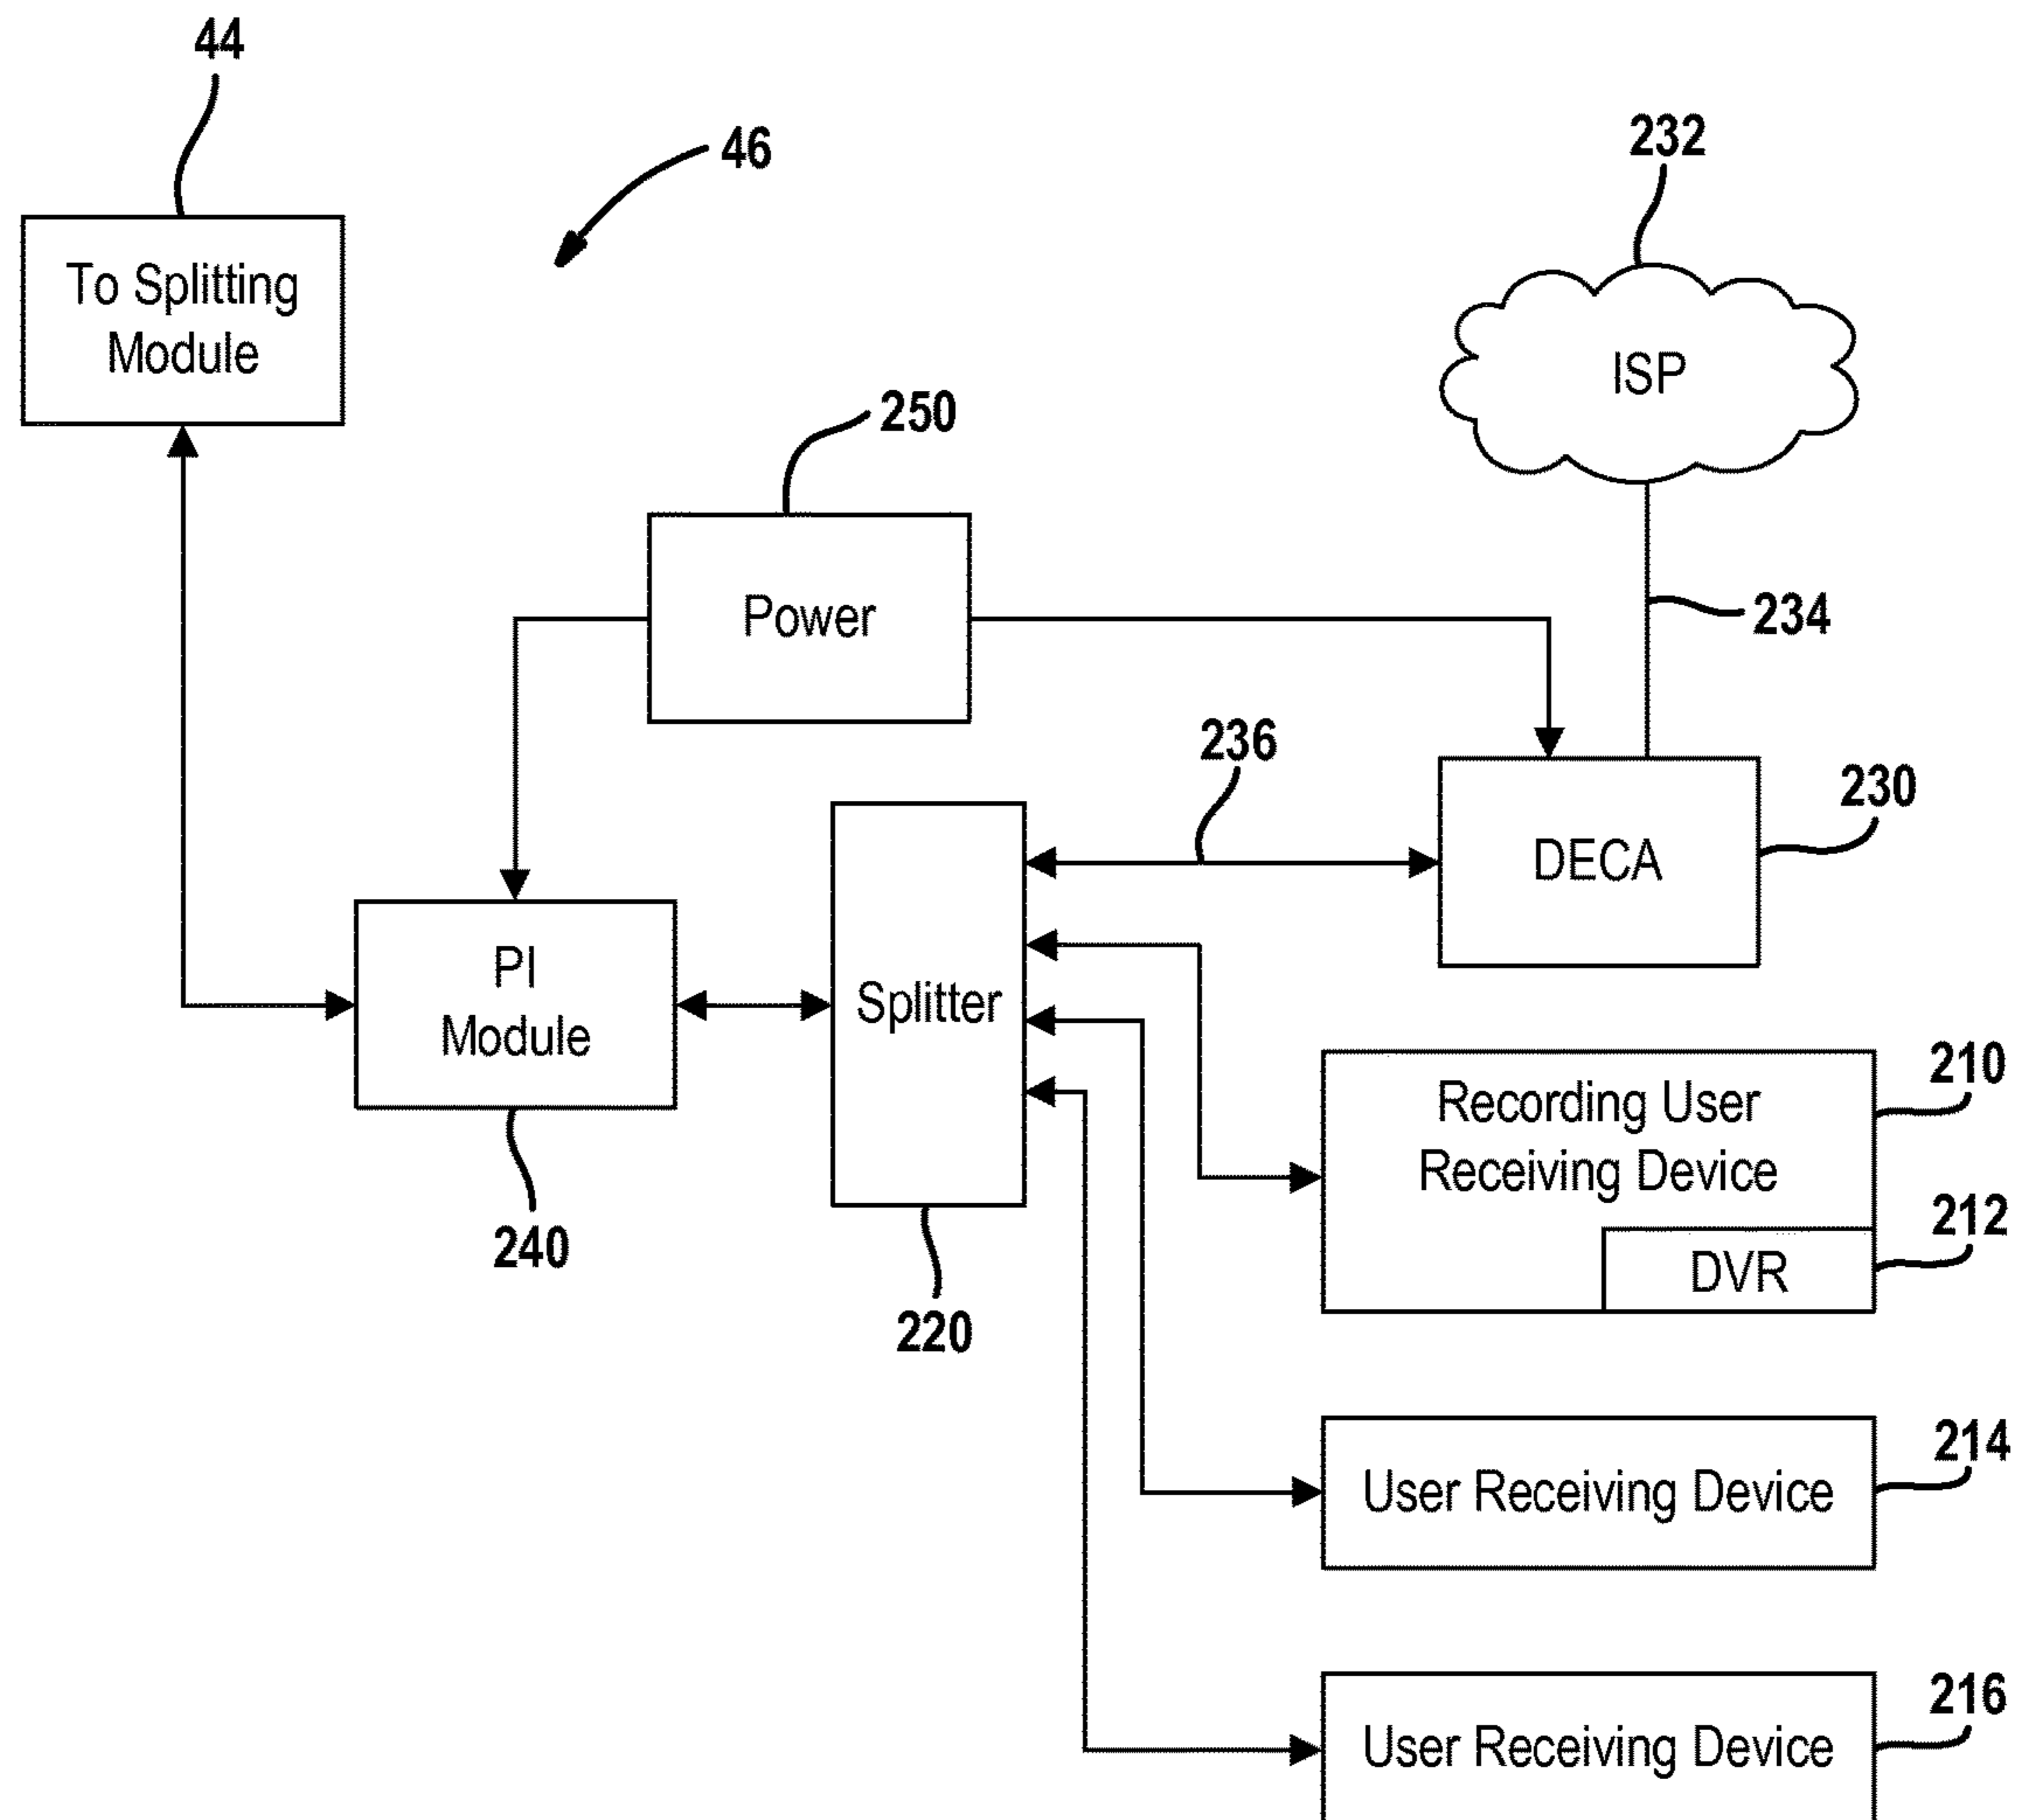 44
46
232
To Splitting
Module
ISP
250
Power
234
236
230
DECA
PI
Module
Splitter
240
220
210
Recording User
Receiving Device
212
DVR
214
User Receiving Device
216
User Receiving Device